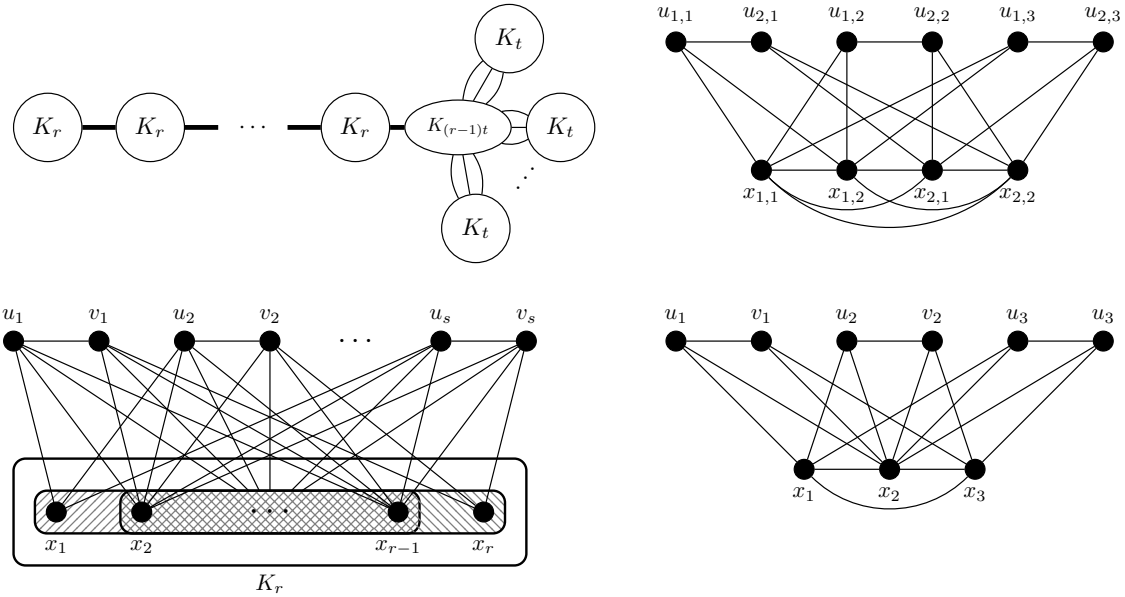 K_t
K_r K_r ··· K_r K_{(r−1)t} K_t
⋰
K_t
u_{1,1} u_{2,1} u_{1,2} u_{2,2} u_{1,3} u_{2,3}
x_{1,1} x_{1,2} x_{2,1} x_{2,2}
u_1 v_1 u_2 v_2 ··· u_s v_s
···
x_1 x_2 x_{r−1} x_r
K_r
u_1 v_1 u_2 v_2 u_3 u_3
x_1 x_2 x_3